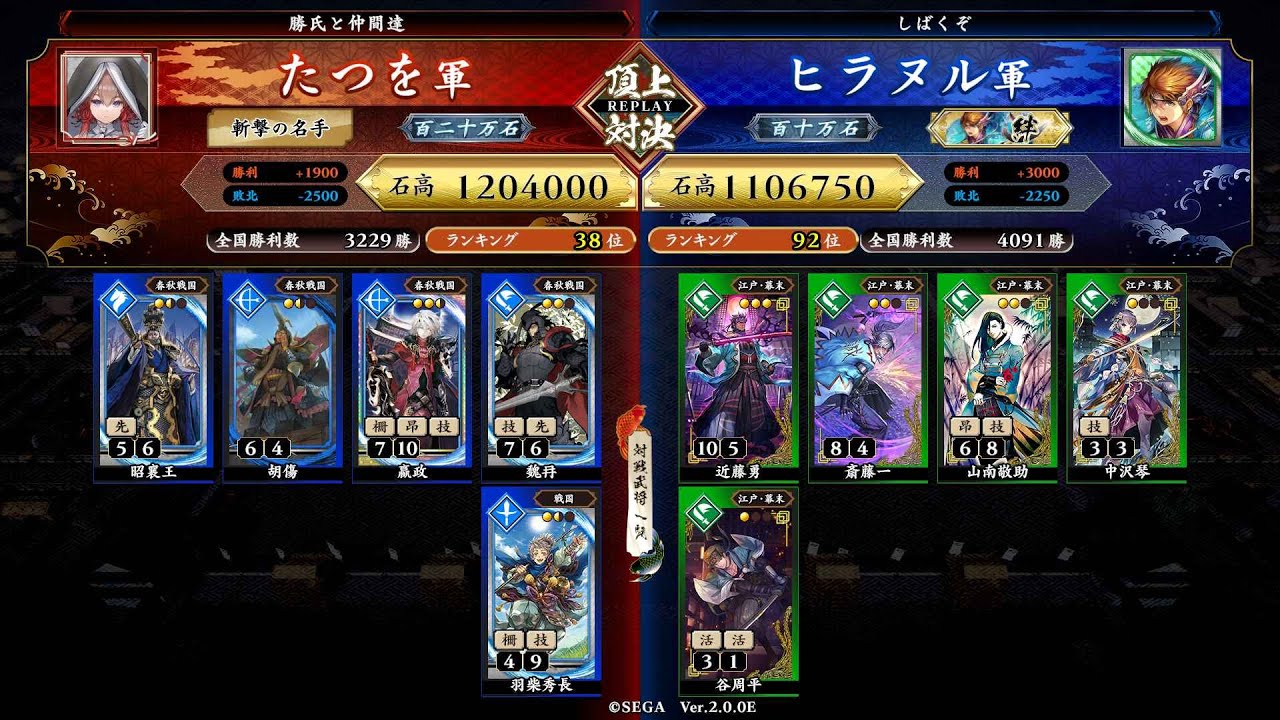 勝氏と仲間達
しばくぞ
たつを軍
頂上
REPLAY
対決
ヒラヌル軍
斬撃の名手
百二十万石
百十万石
絆
勝利 +1900
敗北 -2500
石高 1204000
石高 1106750
勝利 +3000
敗北 -2250
全国勝利数 3229勝
ランキング 38位
ランキング 92位
全国勝利数 4091勝
春秋戦国
先
5 6
昭襄王
春秋戦国
6 4
胡傷
春秋戦国
柵 昂 技
7 10
嬴政
春秋戦国
技 先
7 6
魏冄
江戸・幕末
10 5
近藤勇
江戸・幕末
8 4
斎藤一
江戸・幕末
昂 技
6 8
山南敬助
江戸・幕末
技
3 3
中沢琴
対戦武将一覧
戦国
柵 技
4 9
羽柴秀長
江戸・幕末
活 活
3 1
谷周平
©SEGA Ver.2.0.0E